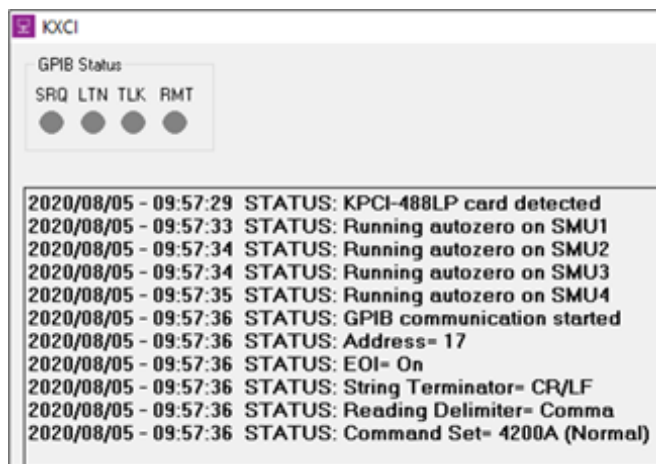 KXCI
GPIB Status
SRQ LTN TLK RMT
2020/08/05 - 09:57:29 STATUS: KPCI-488LP card detected
2020/08/05 - 09:57:33 STATUS: Running autozero on SMU1
2020/08/05 - 09:57:34 STATUS: Running autozero on SMU2
2020/08/05 - 09:57:34 STATUS: Running autozero on SMU3
2020/08/05 - 09:57:35 STATUS: Running autozero on SMU4
2020/08/05 - 09:57:36 STATUS: GPIB communication started
2020/08/05 - 09:57:36 STATUS: Address= 17
2020/08/05 - 09:57:36 STATUS: EOI= On
2020/08/05 - 09:57:36 STATUS: String Terminator= CR/LF
2020/08/05 - 09:57:36 STATUS: Reading Delimiter= Comma
2020/08/05 - 09:57:36 STATUS: Command Set= 4200A (Normal)